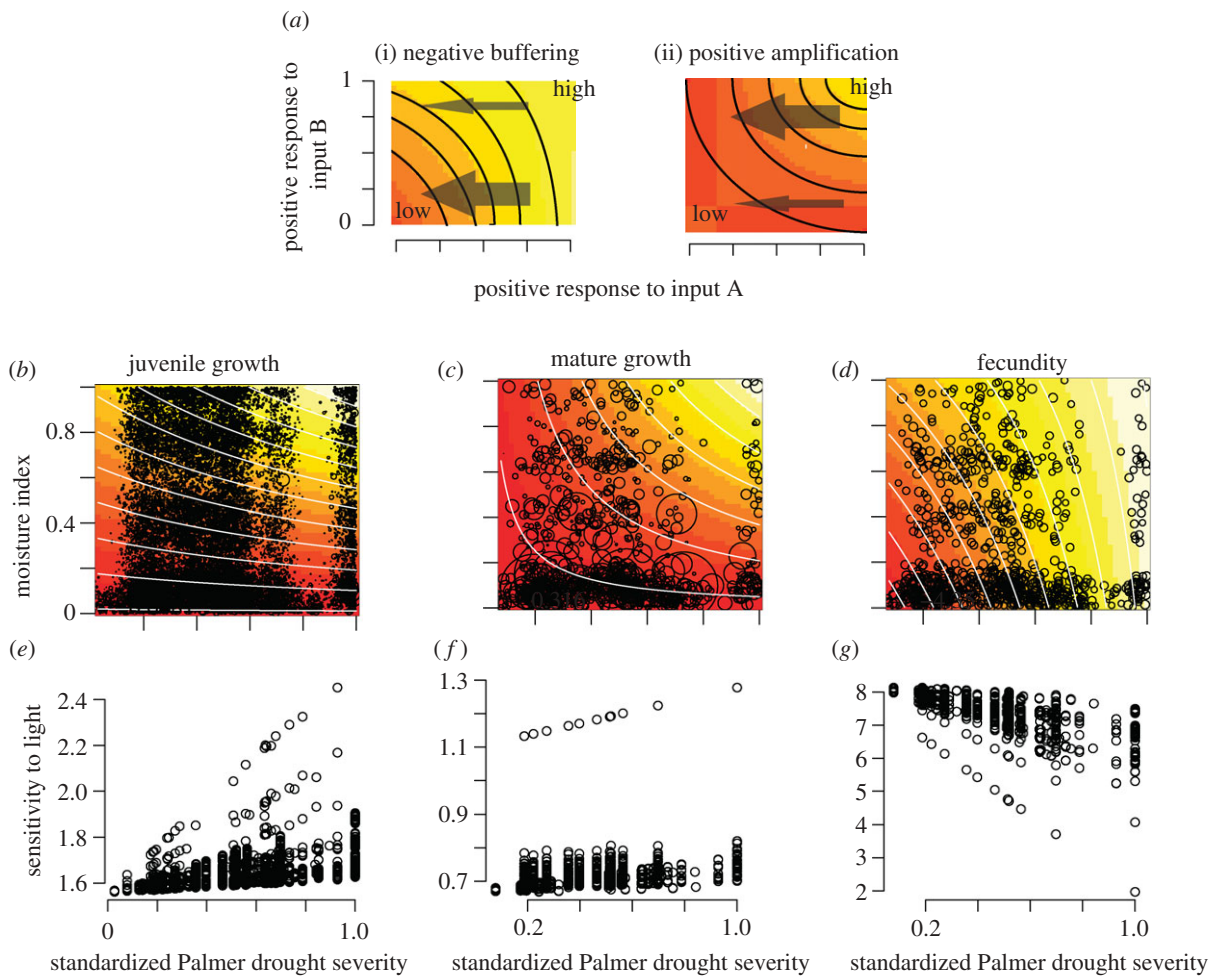 (a)
(i) negative buffering
(ii) positive amplification
positive response to
input B
1
0
high
low
high
low
positive response to input A
(b)
juvenile growth
(c)
mature growth
(d)
fecundity
moisture index
0.8
0.4
0
0.316
(e)
(f)
(g)
sensitivity to light
2.4
2.2
2.0
1.8
1.6
0
1.0
1.3
1.1
0.9
0.7
0.2
1.0
8
7
6
5
4
3
2
0.2
1.0
standardized Palmer drought severity
standardized Palmer drought severity
standardized Palmer drought severity